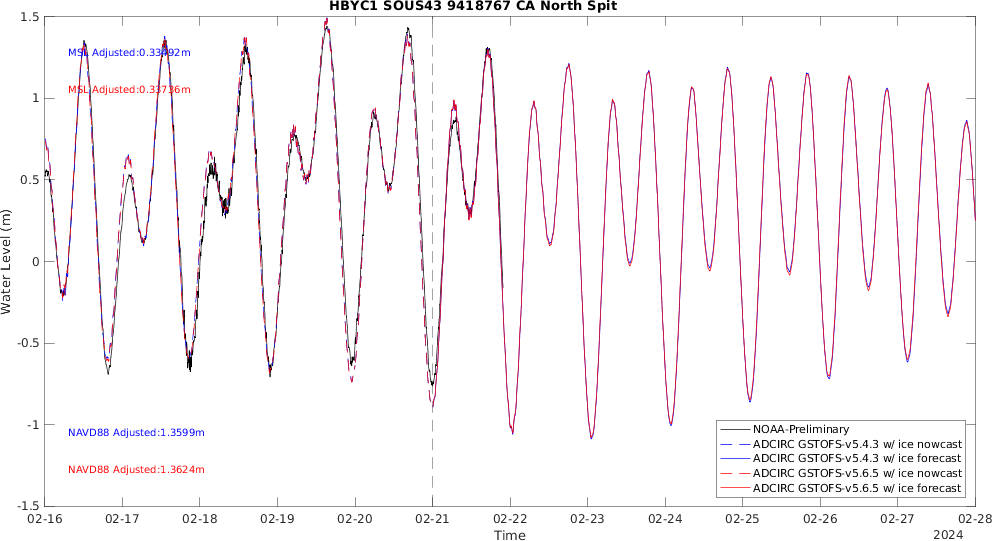 HBYC1 SOUS43 9418767 CA North Spit
1.5
MSL Adjusted:0.33492m
MSL Adjusted:0.33736m
1
0.5
0
-0.5
-1
-1.5
Water Level (m)
NAVD88 Adjusted:1.3599m
NAVD88 Adjusted:1.3624m
NOAA-Preliminary
ADCIRC GSTOFS-v5.4.3 w/ ice nowcast
ADCIRC GSTOFS-v5.4.3 w/ ice forecast
ADCIRC GSTOFS-v5.6.5 w/ ice nowcast
ADCIRC GSTOFS-v5.6.5 w/ ice forecast
02-16 02-17 02-18 02-19 02-20 02-21 02-22 02-23 02-24 02-25 02-26 02-27 02-28
Time
2024